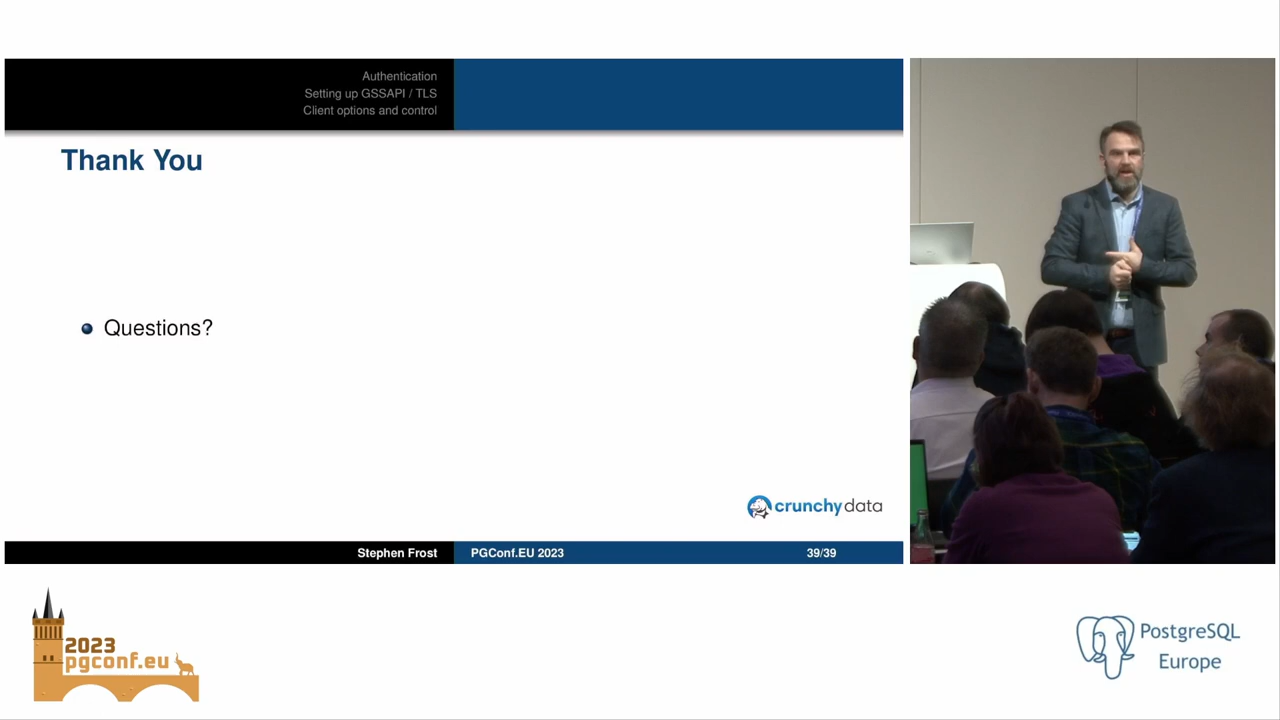 Authentication
Setting up GSSAPI / TLS
Client options and control
Thank You
Questions?
crunchydata
Stephen Frost
PGConf.EU 2023
39/39
2023
pgconf.eu
PostgreSQL
Europe